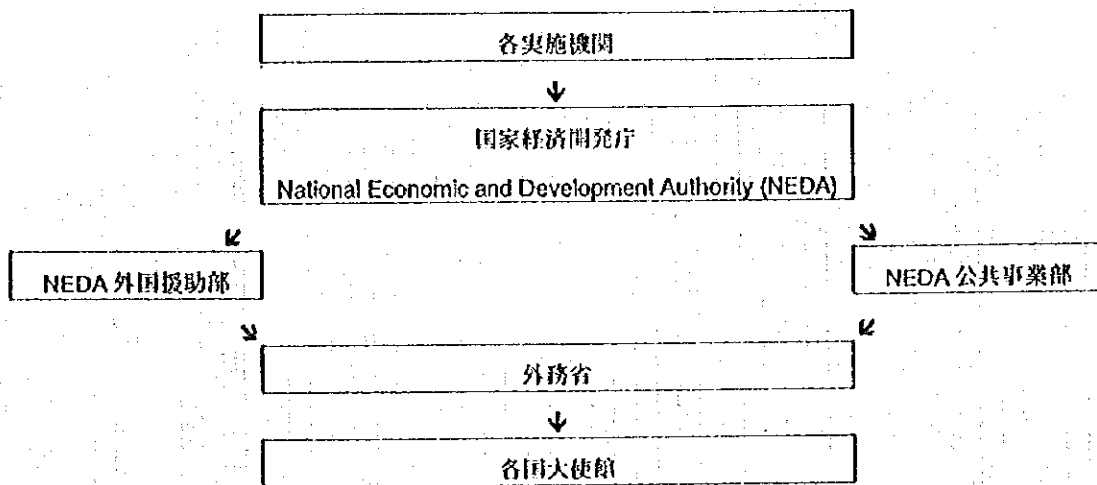 各実施機関
国家経済開発庁
National Economic and Development Authority (NEDA)
NEDA 外国援助部
NEDA 公共事業部
外務省
各国大使館